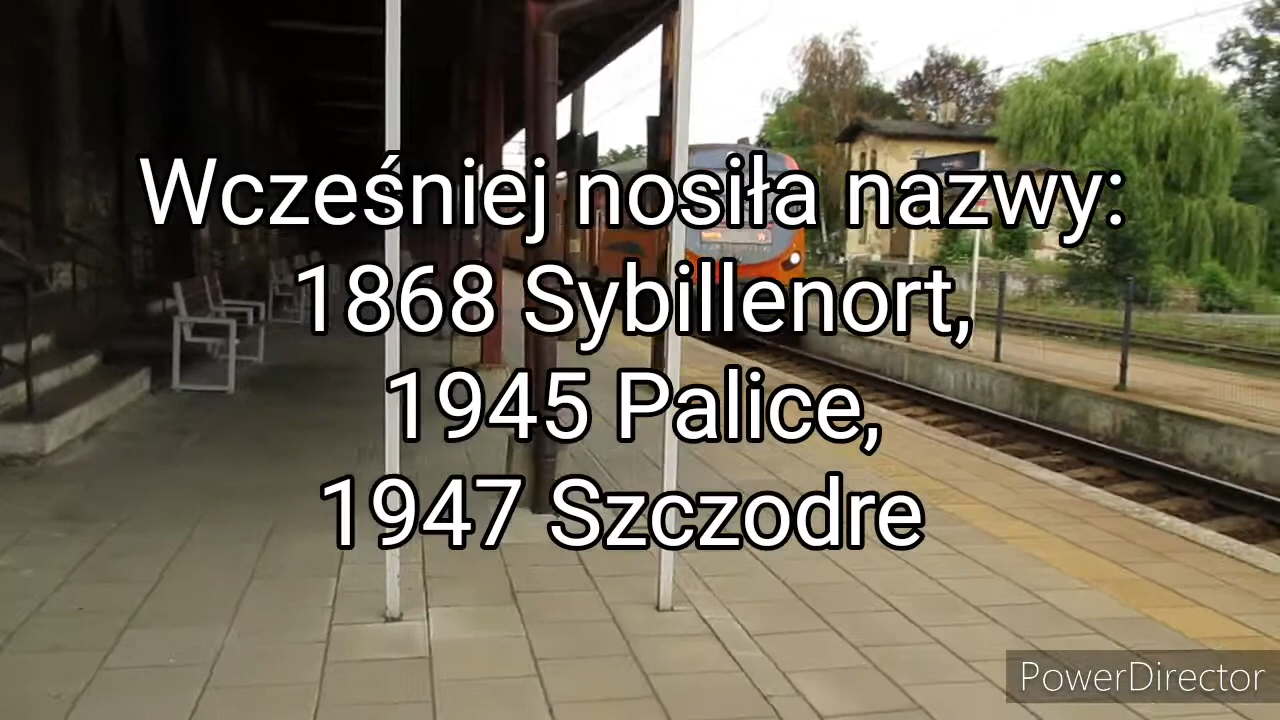 Wcześniej nosiła nazwy:
1868 Sybillenort,
1945 Palice,
1947 Szczodre
PowerDirector